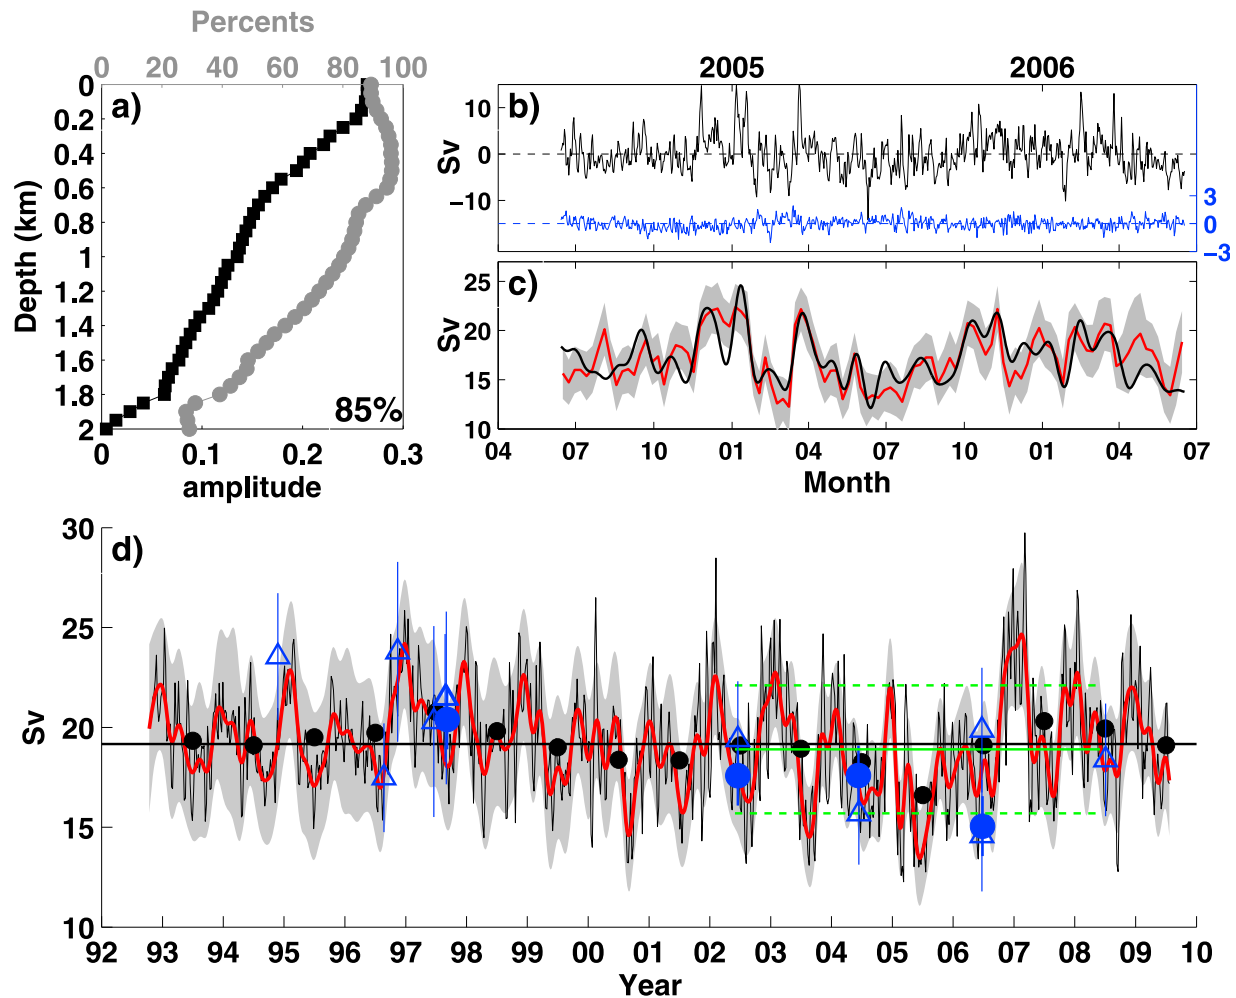 Percents
0 20 40 60 80 100
a)
0
0.2
0.4
0.6
0.8
1
1.2
1.4
1.6
1.8
2
Depth (km)
85%
0 0.1 0.2 0.3
amplitude
2005 2006
b)
10
0
−10
Sv
3
0
−3
c)
25
20
15
10
Sv
04 07 10 01 04 07 10 01 04 07
Month
d)
30
25
20
15
10
Sv
92 93 94 95 96 97 98 99 00 01 02 03 04 05 06 07 08 09 10
Year